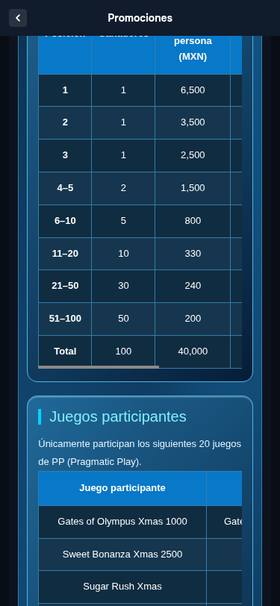 Promociones
Posición Ganadores
persona
(MXN)
1 1 6,500
2 1 3,500
3 1 2,500
4–5 2 1,500
6–10 5 800
11–20 10 330
21–50 30 240
51–100 50 200
Total 100 40,000
Juegos participantes
Únicamente participan los siguientes 20 juegos
de PP (Pragmatic Play).
Juego participante
Gates of Olympus Xmas 1000 Gate
Sweet Bonanza Xmas 2500
Sugar Rush Xmas